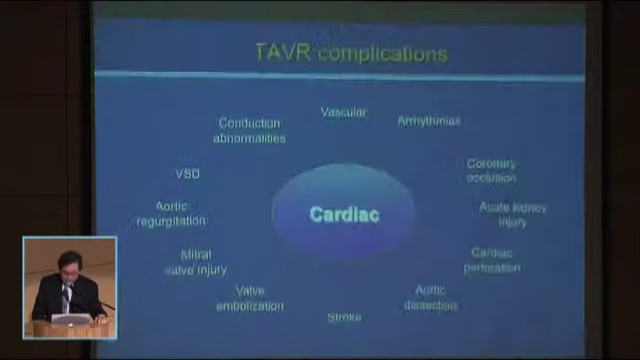 TAVR complications
Vascular
Conduction
abnormalities
Arrhythmias
VSD
Coronary
occlusion
Aortic
regurgitation
Cardiac
Acute kidney
injury
Mitral
valve injury
Cardiac
perforation
Valve
embolization
Aortic
dissection
Stroke